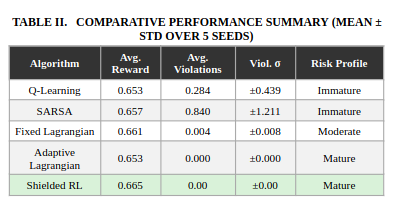 TABLE II. COMPARATIVE PERFORMANCE SUMMARY (MEAN ±
STD OVER 5 SEEDS)
Algorithm Avg. Reward Avg. Violations Viol. σ Risk Profile
Q-Learning 0.653 0.284 ±0.439 Immature
SARSA 0.657 0.840 ±1.211 Immature
Fixed Lagrangian 0.661 0.004 ±0.008 Moderate
Adaptive Lagrangian 0.653 0.000 ±0.000 Mature
Shielded RL 0.665 0.00 ±0.00 Mature